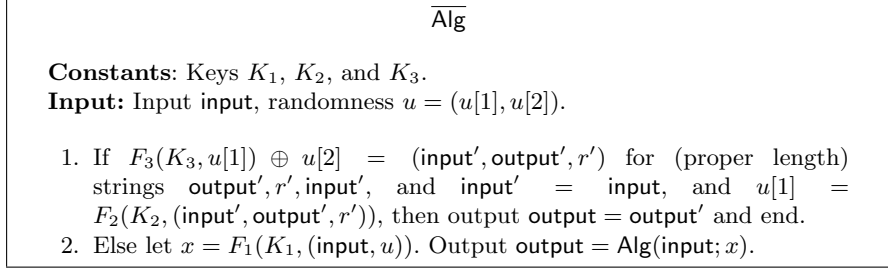 Alg
Constants: Keys K₁, K₂, and K₃.
Input: Input input, randomness u = (u[1], u[2]).
1. If F₃(K₃, u[1]) ⊕ u[2] = (input′, output′, r′) for (proper length)
strings output′, r′, input′, and input′ = input, and u[1] =
F₂(K₂, (input′, output′, r′)), then output output = output′ and end.
2. Else let x = F₁(K₁, (input, u)). Output output = Alg(input; x).